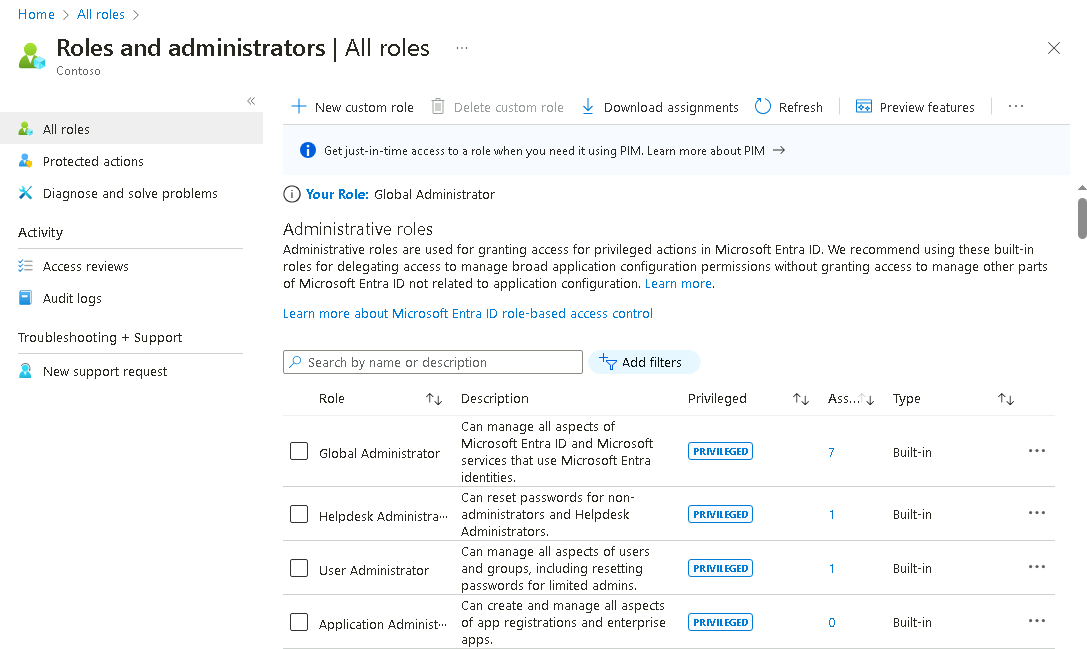 Home > All roles >
Roles and administrators | All roles ...
Contoso
«
All roles
Protected actions
Diagnose and solve problems
Activity
Access reviews
Audit logs
Troubleshooting + Support
New support request
New custom role Delete custom role Download assignments Refresh Preview features ...
Get just-in-time access to a role when you need it using PIM. Learn more about PIM →
Your Role: Global Administrator
Administrative roles
Administrative roles are used for granting access for privileged actions in Microsoft Entra ID. We recommend using these built-in
roles for delegating access to manage broad application configuration permissions without granting access to manage other parts
of Microsoft Entra ID not related to application configuration. Learn more.
Learn more about Microsoft Entra ID role-based access control
Search by name or description Add filters
Role Description Privileged Ass... Type
Global Administrator
Can manage all aspects of
Microsoft Entra ID and Microsoft
services that use Microsoft Entra
identities.
PRIVILEGED 7 Built-in ...
Helpdesk Administra...
Can reset passwords for non-
administrators and Helpdesk
Administrators.
PRIVILEGED 1 Built-in ...
User Administrator
Can manage all aspects of users
and groups, including resetting
passwords for limited admins.
PRIVILEGED 1 Built-in ...
Application Administ...
Can create and manage all aspects
of app registrations and enterprise
apps.
PRIVILEGED 0 Built-in ...